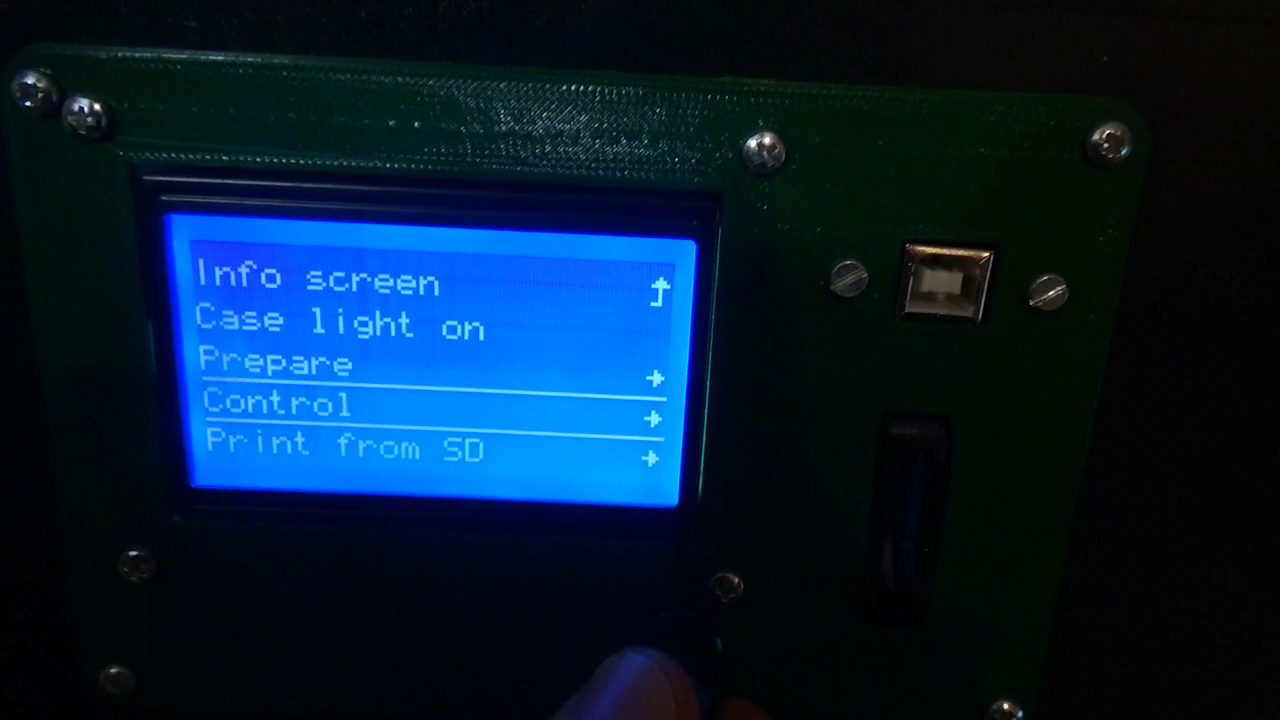 Info screen
Case light on
Prepare
Control
Print from SD